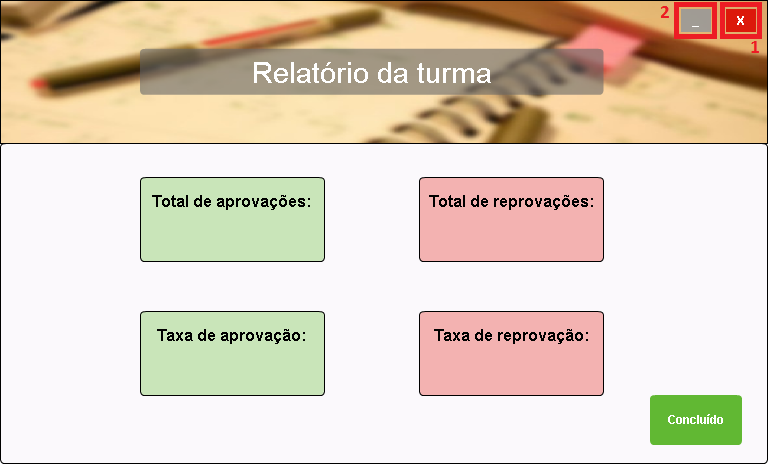 2
_
X
1
Relatório da turma
Total de aprovações:
Total de reprovações:
Taxa de aprovação:
Taxa de reprovação:
Concluído